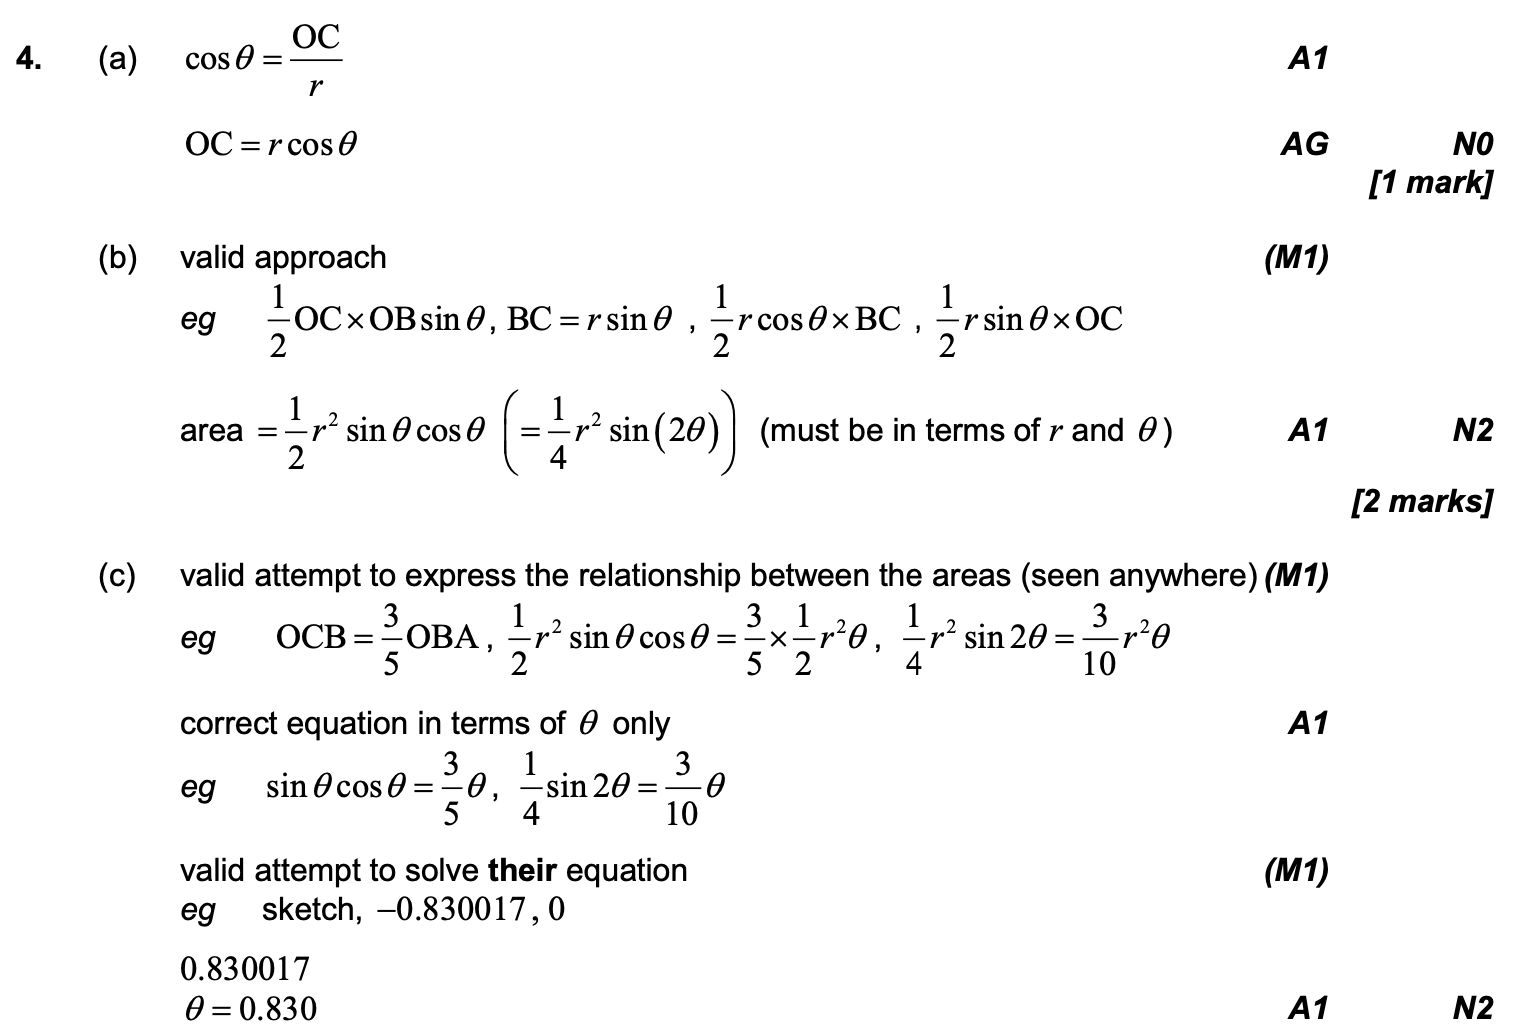 4. (a) cos θ = OC/r A1
OC = r cos θ AG N0
[1 mark]
(b) valid approach (M1)
eg 1/2 OC × OB sin θ, BC = r sin θ , 1/2 r cos θ × BC , 1/2 r sin θ × OC
area = 1/2 r² sin θ cos θ (= 1/4 r² sin(2θ)) (must be in terms of r and θ) A1 N2
[2 marks]
(c) valid attempt to express the relationship between the areas (seen anywhere) (M1)
eg OCB = 3/5 OBA , 1/2 r² sin θ cos θ = 3/5 × 1/2 r²θ , 1/4 r² sin 2θ = 3/10 r²θ
correct equation in terms of θ only A1
eg sin θ cos θ = 3/5 θ , 1/4 sin 2θ = 3/10 θ
valid attempt to solve their equation (M1)
eg sketch, −0.830017 , 0
0.830017
θ = 0.830 A1 N2